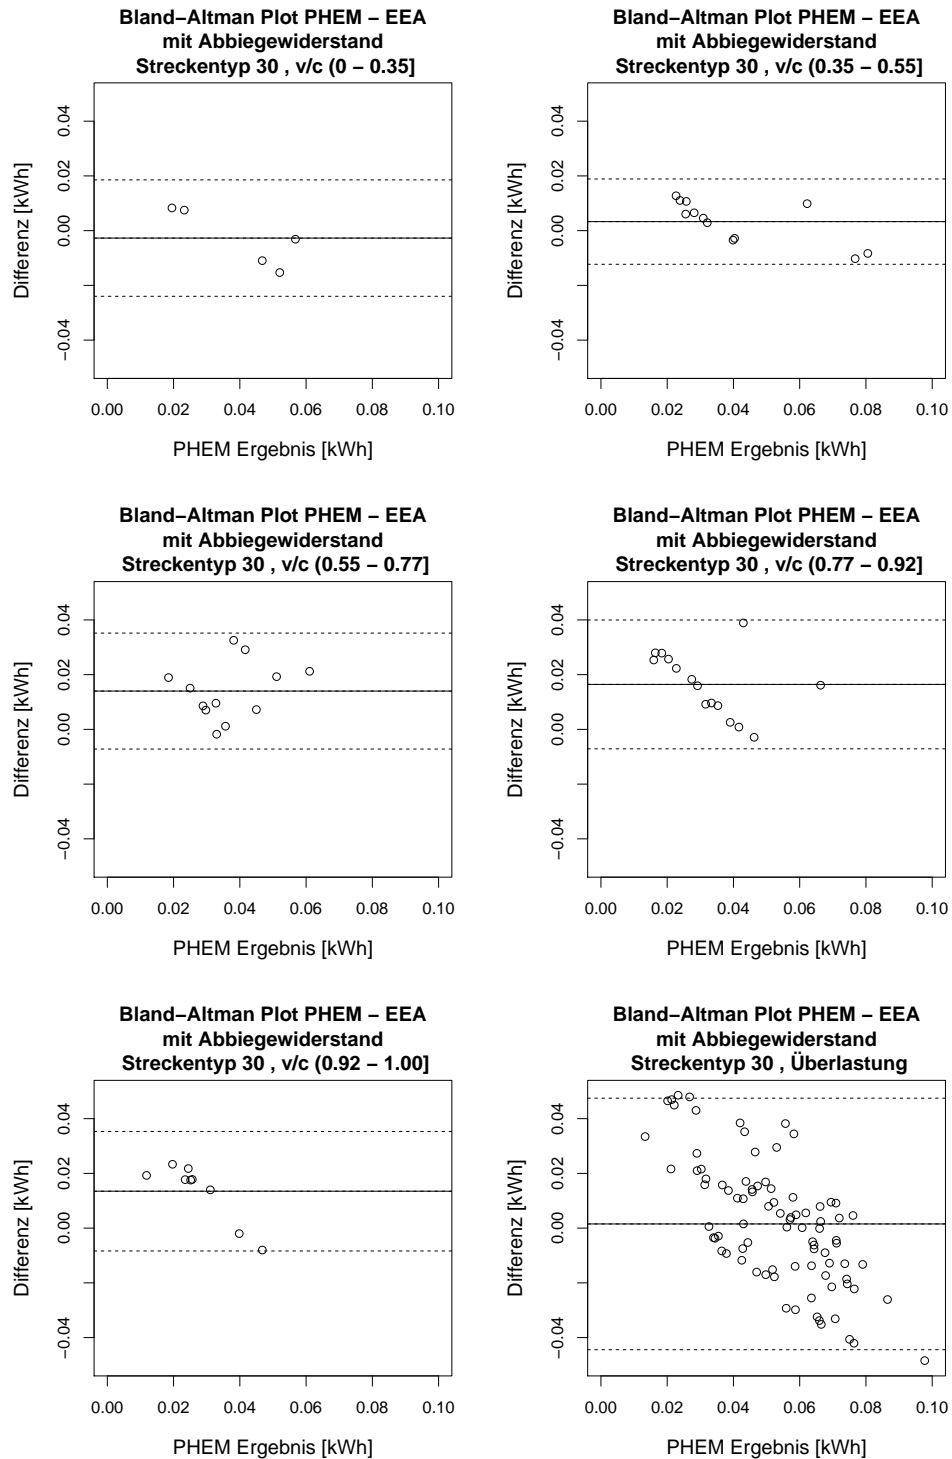 Bland−Altman Plot PHEM − EEA
mit Abbiegewiderstand
Streckentyp 30 , v/c (0 − 0.35]
Differenz [kWh]
0.04
0.02
0.00
−0.04
0.00 0.02 0.04 0.06 0.08 0.10
PHEM Ergebnis [kWh]
Bland−Altman Plot PHEM − EEA
mit Abbiegewiderstand
Streckentyp 30 , v/c (0.35 − 0.55]
Differenz [kWh]
0.04
0.02
0.00
−0.04
0.00 0.02 0.04 0.06 0.08 0.10
PHEM Ergebnis [kWh]
Bland−Altman Plot PHEM − EEA
mit Abbiegewiderstand
Streckentyp 30 , v/c (0.55 − 0.77]
Differenz [kWh]
0.04
0.02
0.00
−0.04
0.00 0.02 0.04 0.06 0.08 0.10
PHEM Ergebnis [kWh]
Bland−Altman Plot PHEM − EEA
mit Abbiegewiderstand
Streckentyp 30 , v/c (0.77 − 0.92]
Differenz [kWh]
0.04
0.02
0.00
−0.04
0.00 0.02 0.04 0.06 0.08 0.10
PHEM Ergebnis [kWh]
Bland−Altman Plot PHEM − EEA
mit Abbiegewiderstand
Streckentyp 30 , v/c (0.92 − 1.00]
Differenz [kWh]
0.04
0.02
0.00
−0.04
0.00 0.02 0.04 0.06 0.08 0.10
PHEM Ergebnis [kWh]
Bland−Altman Plot PHEM − EEA
mit Abbiegewiderstand
Streckentyp 30 , Überlastung
Differenz [kWh]
0.04
0.02
0.00
−0.04
0.00 0.02 0.04 0.06 0.08 0.10
PHEM Ergebnis [kWh]